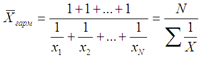 X̄гарм = (1+1+...+1) / (1/x₁ + 1/x₂ + ... + 1/x_N) = N / ∑ 1/X